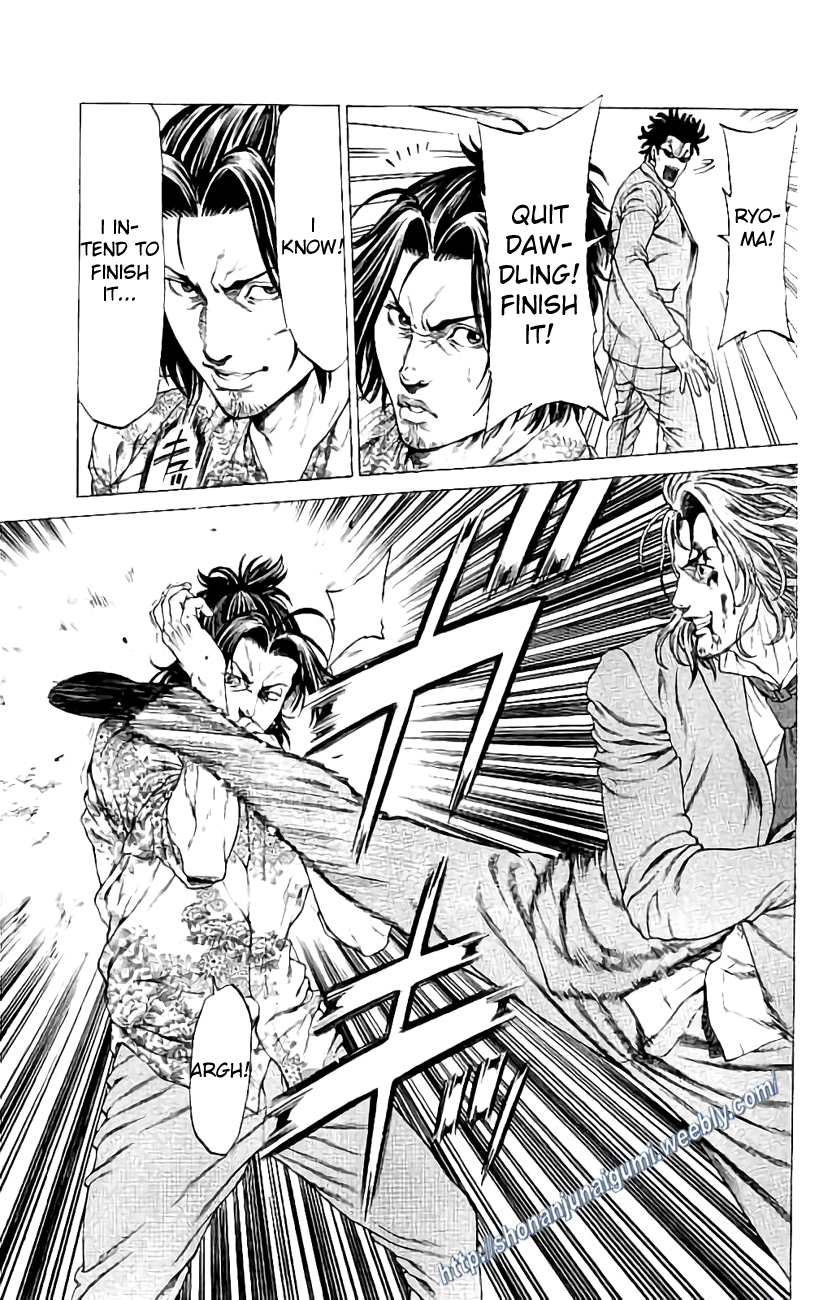 RYO-
MA!
QUIT
DAW-
DLING!
FINISH
IT!
I
KNOW!
I IN-
TEND TO
FINISH
IT...
ARGH!
http://shonanjunaigumi.weebly.com/